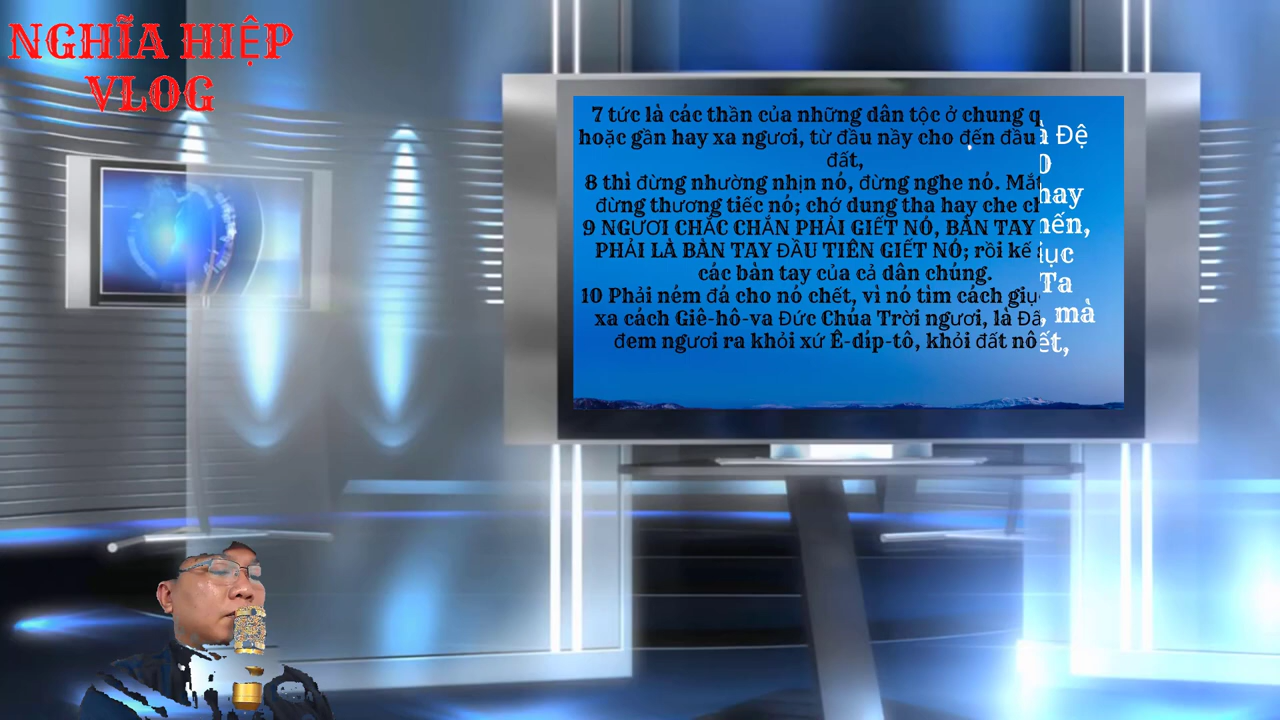 NGHĨA HIỆP
VLOG
7 tức là các thần của những dân tộc ở chung
hoặc gần hay xa ngươi, từ đầu nầy cho đến đầu
đất,
8 thì đừng nhường nhịn nó, đừng nghe nó. Mắt
đừng thương tiếc nó; chớ dung tha hay che
9 NGƯƠI CHẮC CHẮN PHẢI GIẾT NÓ, BÀN TAY
PHẢI LÀ BÀN TAY ĐẦU TIÊN GIẾT NÓ; rồi kế
các bàn tay của cả dân chúng.
10 Phải ném đá cho nó chết, vì nó tìm cách
xa cách Giê-hô-va Đức Chúa Trời ngươi, là
đem ngươi ra khỏi xứ Ê-díp-tô, khỏi đất
Đệ
hay
Ta
, mà